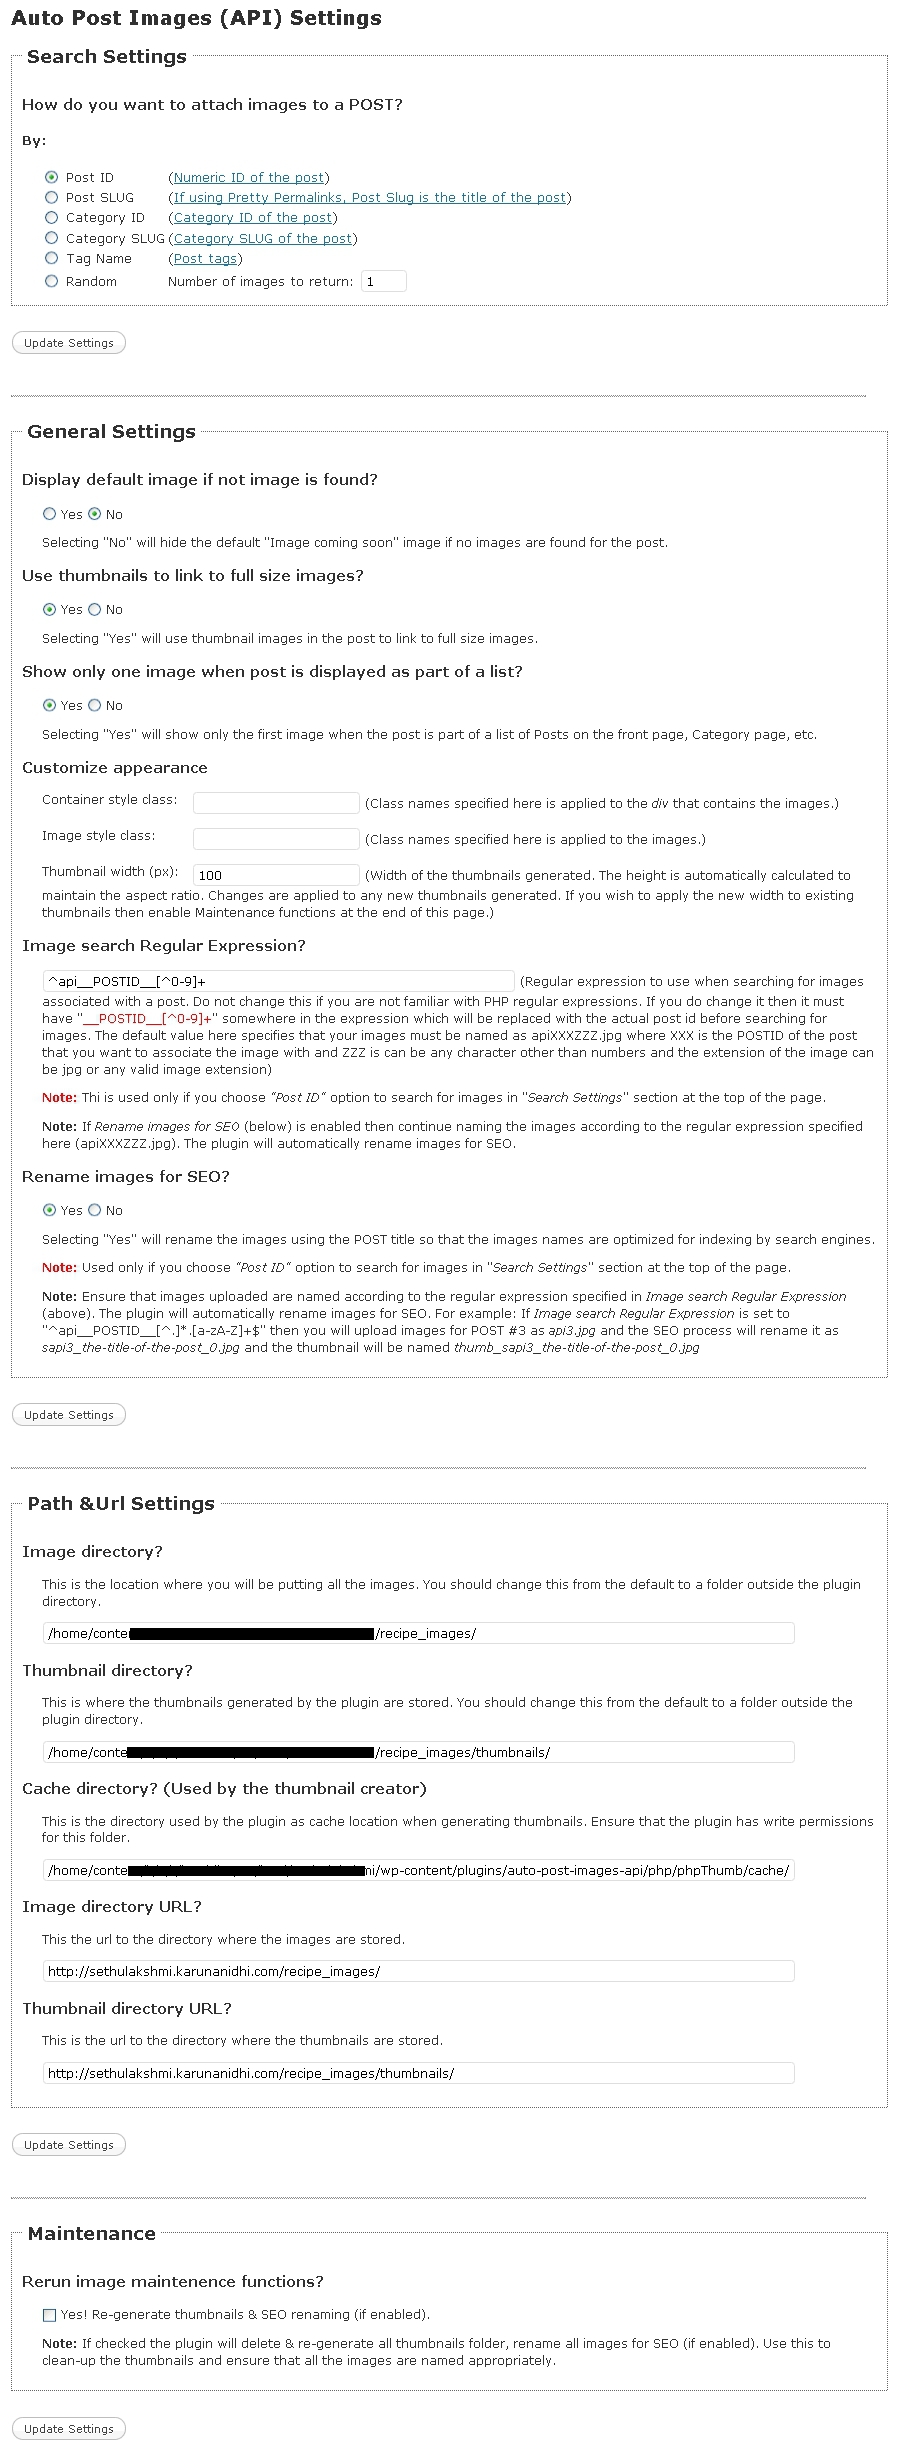 Auto Post Images (API) Settings
Search Settings
How do you want to attach images to a POST?
By:
Post ID (Numeric ID of the post)
Post SLUG (If using Pretty Permalinks, Post Slug is the title of the post)
Category ID (Category ID of the post)
Category SLUG (Category SLUG of the post)
Tag Name (Post tags)
Random Number of images to return: 1
Update Settings
General Settings
Display default image if not image is found?
Yes No
Selecting "No" will hide the default "Image coming soon" image if no images are found for the post.
Use thumbnails to link to full size images?
Yes No
Selecting "Yes" will use thumbnail images in the post to link to full size images.
Show only one image when post is displayed as part of a list?
Yes No
Selecting "Yes" will show only the first image when the post is part of a list of Posts on the front page, Category page, etc.
Customize appearance
Container style class: (Class names specified here is applied to the div that contains the images.)
Image style class: (Class names specified here is applied to the images.)
Thumbnail width (px): 100 (Width of the thumbnails generated. The height is automatically calculated to
maintain the aspect ratio. Changes are applied to any new thumbnails generated. If you wish to apply the new width to existing
thumbnails then enable Maintenance functions at the end of this page.)
Image search Regular Expression?
^api__POSTID__[^0-9]+ (Regular expression to use when searching for images
associated with a post. Do not change this if you are not familiar with PHP regular expressions. If you do change it then it must
have "__POSTID__[^0-9]+" somewhere in the expression which will be replaced with the actual post id before searching for
images. The default value here specifies that your images must be named as apiXXXZZZ.jpg where XXX is the POSTID of the post
that you want to associate the image with and ZZZ is can be any character other than numbers and the extension of the image can
be jpg or any valid image extension)
Note: Thi is used only if you choose "Post ID" option to search for images in "Search Settings" section at the top of the page.
Note: If Rename images for SEO (below) is enabled then continue naming the images according to the regular expression specified
here (apiXXXZZZ.jpg). The plugin will automatically rename images for SEO.
Rename images for SEO?
Yes No
Selecting "Yes" will rename the images using the POST title so that the images names are optimized for indexing by search engines.
Note: Used only if you choose "Post ID" option to search for images in "Search Settings" section at the top of the page.
Note: Ensure that images uploaded are named according to the regular expression specified in Image search Regular Expression
(above). The plugin will automatically rename images for SEO. For example: If Image search Regular Expression is set to
"^api__POSTID__[^.]*.[a-zA-Z]+$" then you will upload images for POST #3 as api3.jpg and the SEO process will rename it as
sapi3_the-title-of-the-post_0.jpg and the thumbnail will be named thumb_sapi3_the-title-of-the-post_0.jpg
Update Settings
Path &Url Settings
Image directory?
This is the location where you will be putting all the images. You should change this from the default to a folder outside the plugin
directory.
/home/conte /recipe_images/
Thumbnail directory?
This is where the thumbnails generated by the plugin are stored. You should change this from the default to a folder outside the
plugin directory.
/home/conte /recipe_images/thumbnails/
Cache directory? (Used by the thumbnail creator)
This is the directory used by the plugin as cache location when generating thumbnails. Ensure that the plugin has write permissions
for this folder.
/home/conte ni/wp-content/plugins/auto-post-images-api/php/phpThumb/cache/
Image directory URL?
This the url to the directory where the images are stored.
http://sethulakshmi.karunanidhi.com/recipe_images/
Thumbnail directory URL?
This is the url to the directory where the thumbnails are stored.
http://sethulakshmi.karunanidhi.com/recipe_images/thumbnails/
Update Settings
Maintenance
Rerun image maintenence functions?
Yes! Re-generate thumbnails & SEO renaming (if enabled).
Note: If checked the plugin will delete & re-generate all thumbnails folder, rename all images for SEO (if enabled). Use this to
clean-up the thumbnails and ensure that all the images are named appropriately.
Update Settings